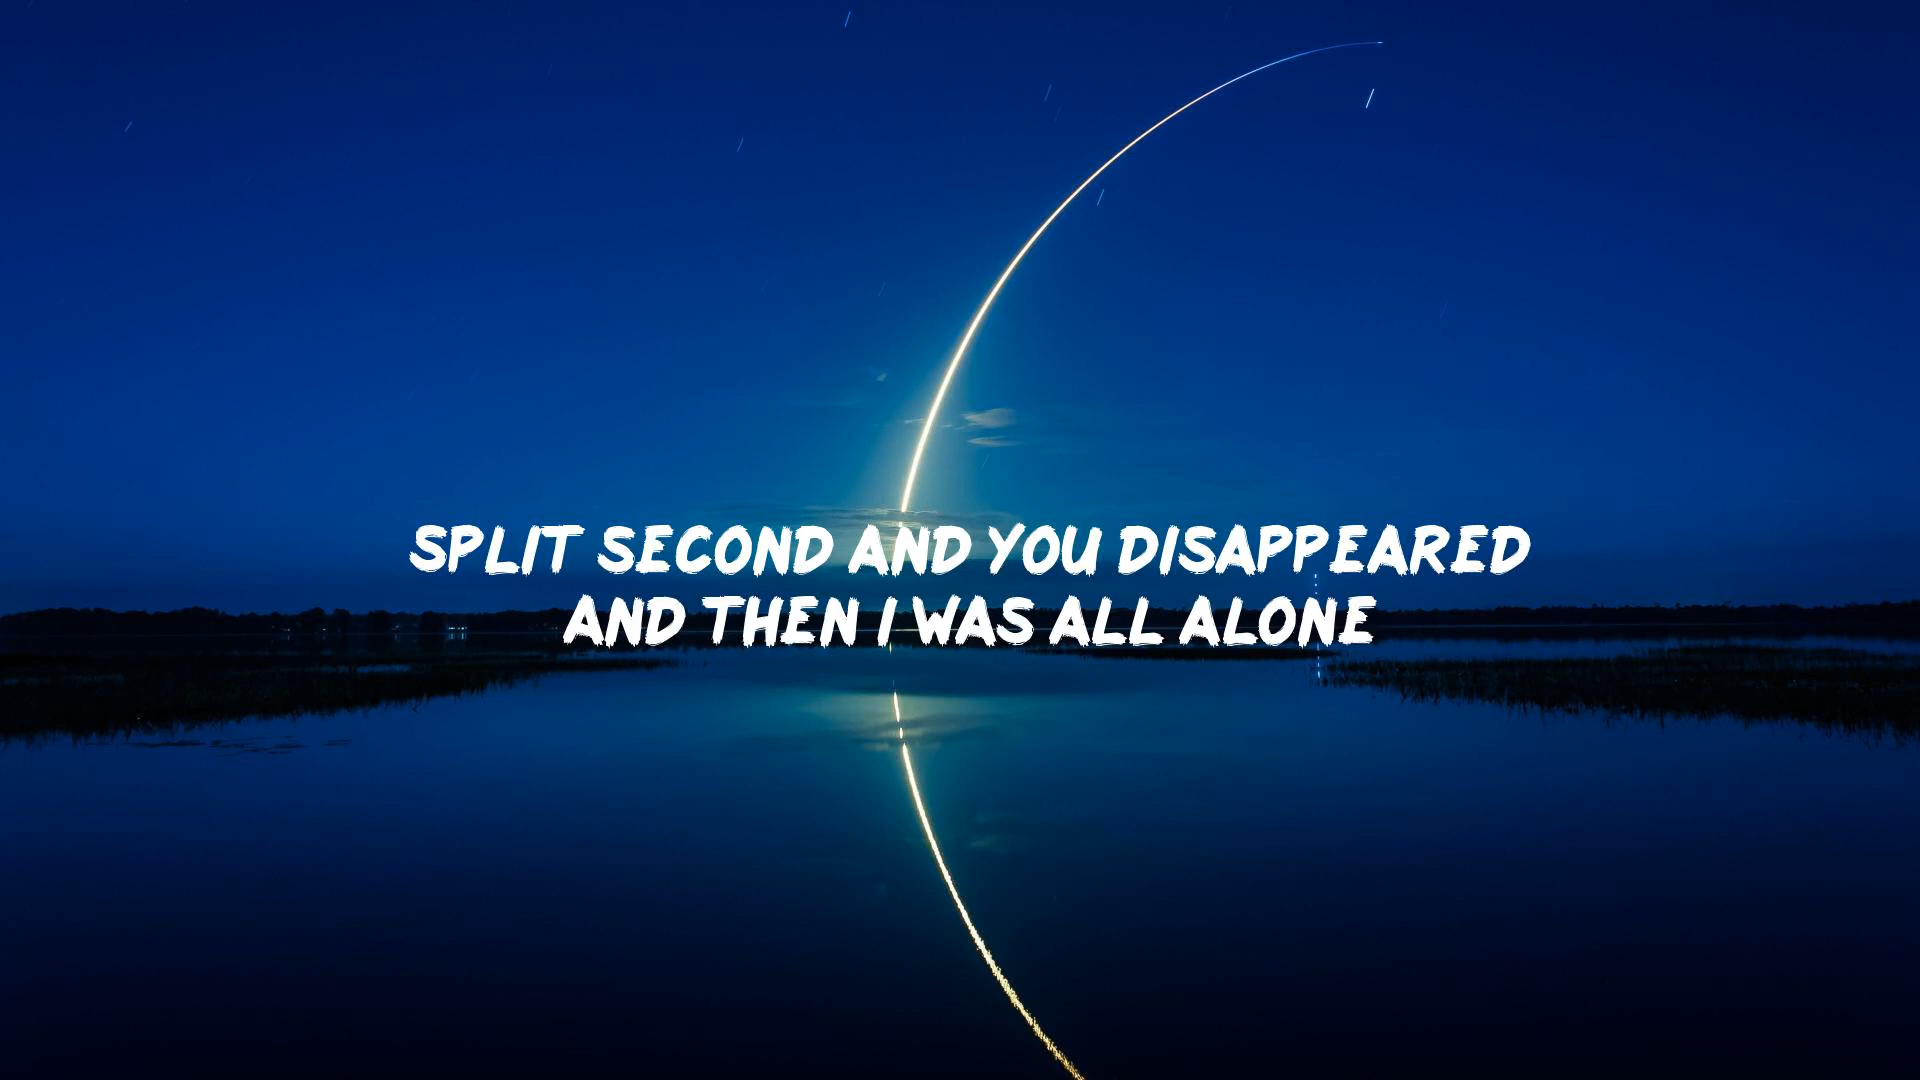 SPLIT SECOND AND YOU DISAPPEARED
AND THEN I WAS ALL ALONE